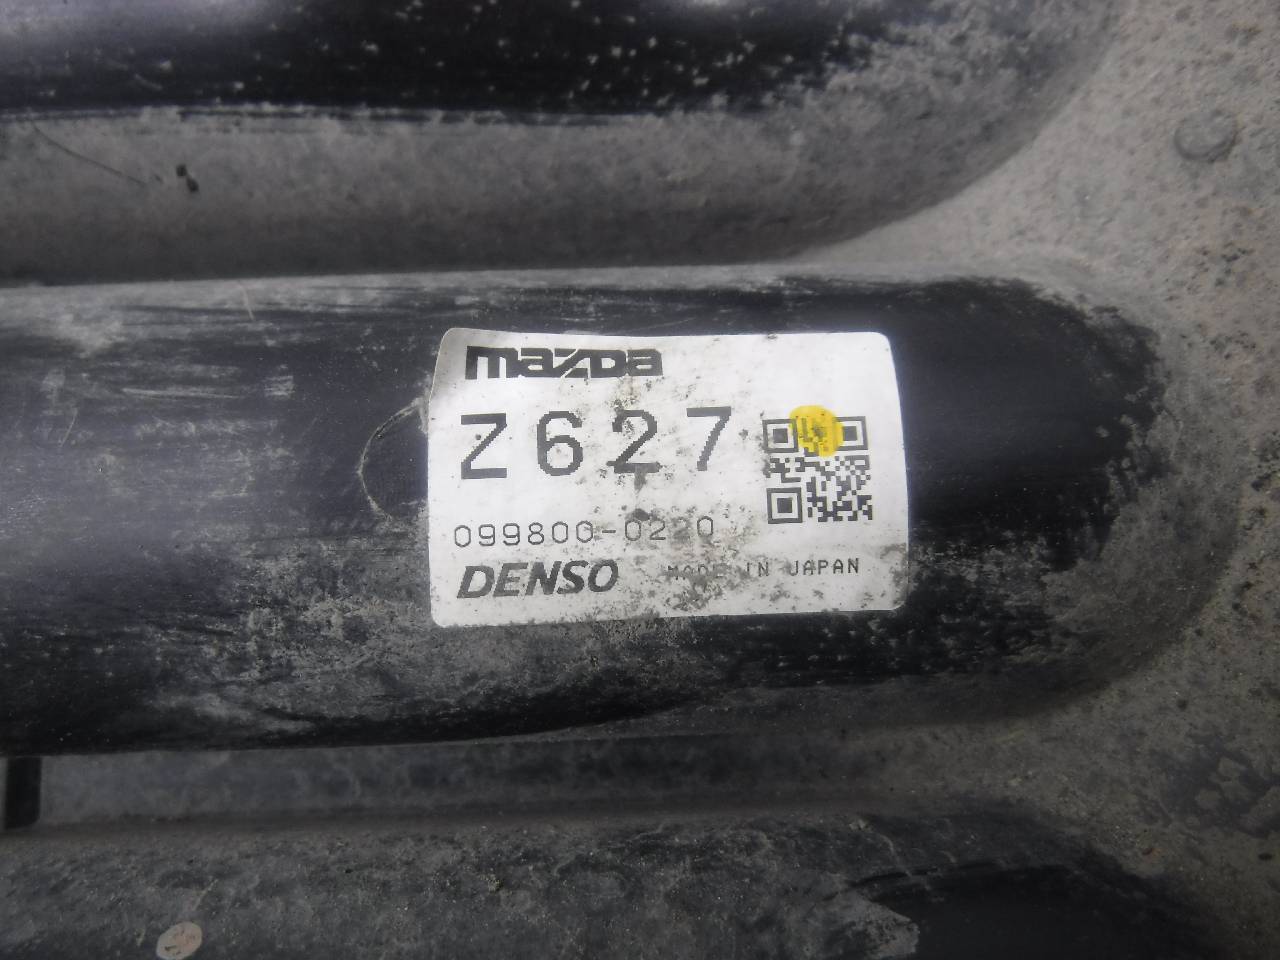 mazDa
Z627
099800-0220
DENSO MADE IN JAPAN